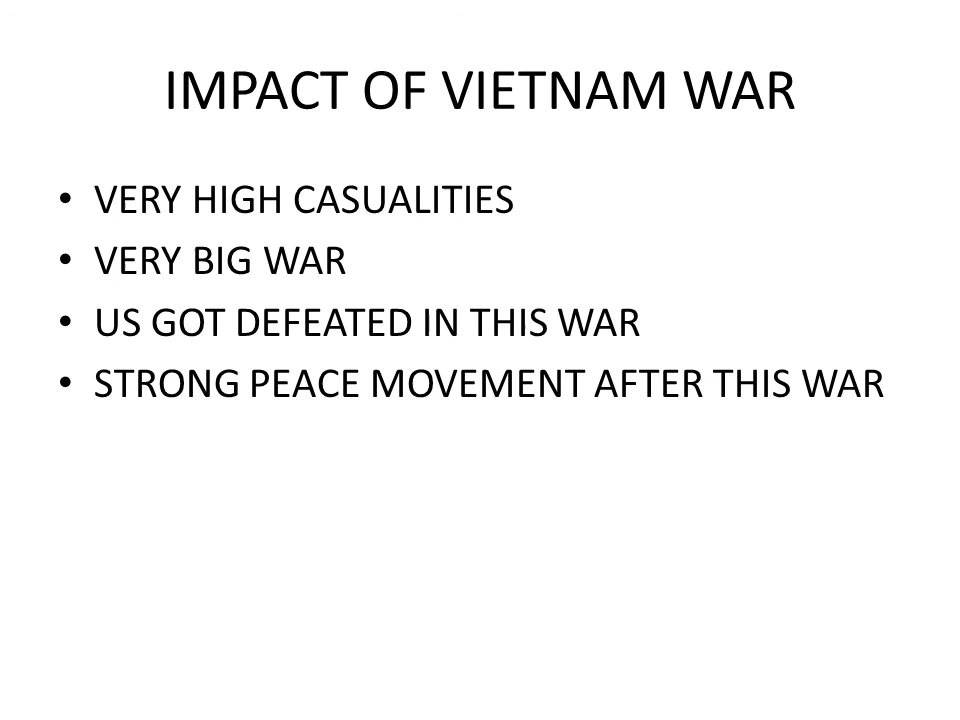 IMPACT OF VIETNAM WAR
• VERY HIGH CASUALITIES
• VERY BIG WAR
• US GOT DEFEATED IN THIS WAR
• STRONG PEACE MOVEMENT AFTER THIS WAR